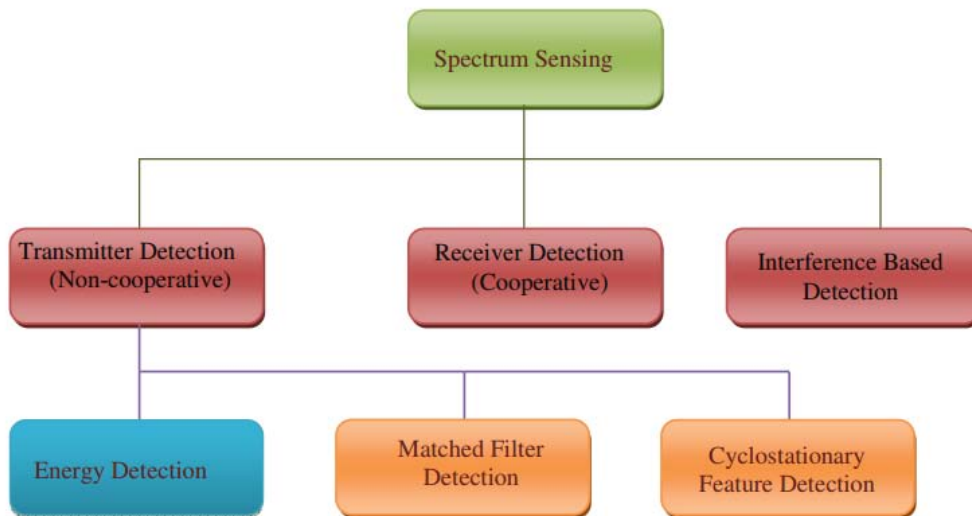 Spectrum Sensing
Transmitter Detection
(Non-cooperative)
Receiver Detection
(Cooperative)
Interference Based
Detection
Energy Detection
Matched Filter
Detection
Cyclostationary
Feature Detection